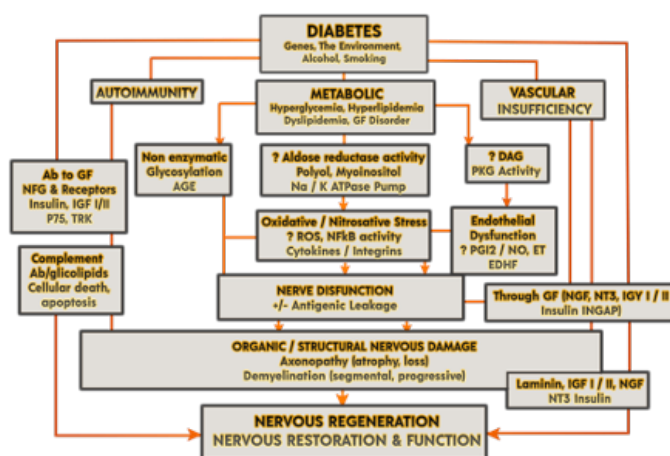 DIABETES
Genes, The Environment,
Alcohol, Smoking
AUTOIMMUNITY
METABOLIC
Hyperglycemia, Hyperlipidemia
Dyslipidemia, GF Disorder
VASCULAR
INSUFFICIENCY
Non enzymatic
Glycosylation
AGE
? Aldose reductase activity
Polyol, Myoinositol
Na / K ATPase Pump
? DAG
PKG Activity
Ab to GF
NFG & Receptors
Insulin, IGF I/II
P75, TRK
Oxidative / Nitrosative Stress
? ROS, NFkB activity
Cytokines / Integrins
Endothelial
Dysfunction
? PGI2 / NO, ET
EDHF
Complement
Ab/glicolipids
Cellular death,
apoptosis
NERVE DISFUNCTION
+/- Antigenic Leakage
Through GF (NGF, NT3, IGY I / II
Insulin INGAP)
ORGANIC / STRUCTURAL NERVOUS DAMAGE
Axonopathy (atrophy, loss)
Demyelination (segmental, progressive)
Laminin, IGF I / II, NGF
NT3 Insulin
NERVOUS REGENERATION
NERVOUS RESTORATION & FUNCTION